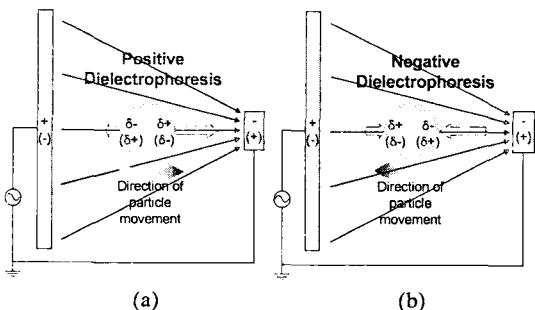 Positive
Dielectrophoresis
+
(-)
δ- δ+
(δ+) (δ-)
-
(+)
Direction of
particle
movement
(a)
Negative
Dielectrophoresis
+
(-)
δ+ δ-
(δ-) (δ+)
-
(+)
Direction of
particle
movement
(b)